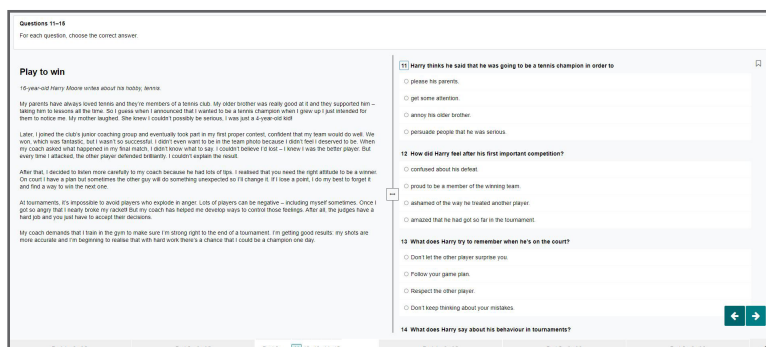 Questions 11–15
For each question, choose the correct answer.
Play to win
16-year-old Harry Moore writes about his hobby, tennis.
My parents have always loved tennis and they're members of a tennis club. My older brother was really good at it and they supported him –
taking him to lessons all the time. So I guess when I announced that I wanted to be a tennis champion when I grew up I just intended for
them to notice me. My mother laughed. She knew I couldn't possibly be serious, I was just a 4-year-old kid!
Later, I joined the club's junior coaching group and eventually took part in my first proper contest, confident that my team would do well. We
won, which was fantastic, but I wasn't so successful. I didn't even want to be in the team photo because I didn't feel I deserved to be. When
my coach asked what happened in my final match, I didn't know what to say. I couldn't believe I'd lost – I knew I was the better player. But
every time I attacked, the other player defended brilliantly. I couldn't explain the result.
After that, I decided to listen more carefully to my coach because he had lots of tips. I realised that you need the right attitude to be a winner.
On court I have a plan but sometimes the other guy will do something unexpected so I'll change it. If I lose a point, I do my best to forget it
and find a way to win the next one.
At tournaments, it's impossible to avoid players who explode in anger. Lots of players can be negative – including myself sometimes. Once I
got so angry that I nearly broke my racket! But my coach has helped me develop ways to control those feelings. After all, the judges have a
hard job and you just have to accept their decisions.
My coach demands that I train in the gym to make sure I'm strong right to the end of a tournament. I'm getting good results: my shots are
more accurate and I'm beginning to realise that with hard work there's a chance that I could be a champion one day.
11 Harry thinks he said that he was going to be a tennis champion in order to
please his parents.
get some attention.
annoy his older brother.
persuade people that he was serious.
12 How did Harry feel after his first important competition?
confused about his defeat.
proud to be a member of the winning team.
ashamed of the way he treated another player.
amazed that he had got so far in the tournament.
13 What does Harry try to remember when he's on the court?
Don't let the other player surprise you.
Follow your game plan.
Respect the other player.
Don't keep thinking about your mistakes.
14 What does Harry say about his behaviour in tournaments?